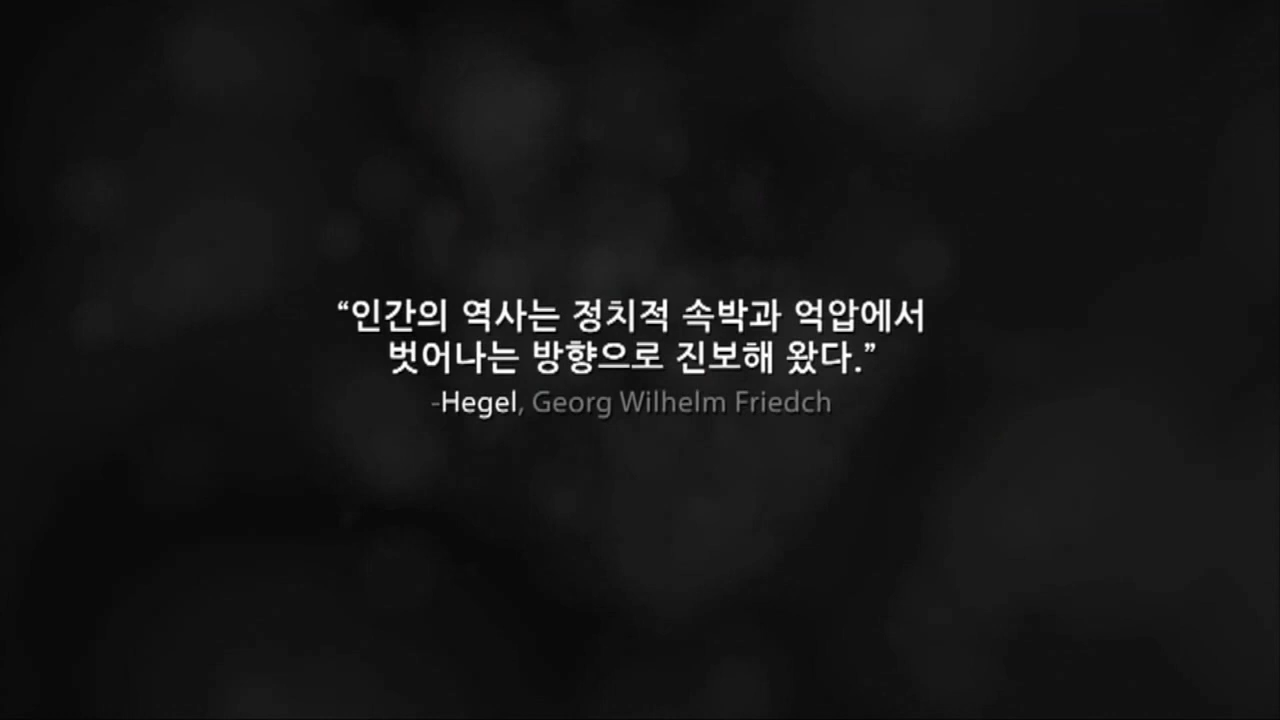 “인간의 역사는 정치적 속박과 억압에서
벗어나는 방향으로 진보해 왔다.”
-Hegel, Georg Wilhelm Friedch